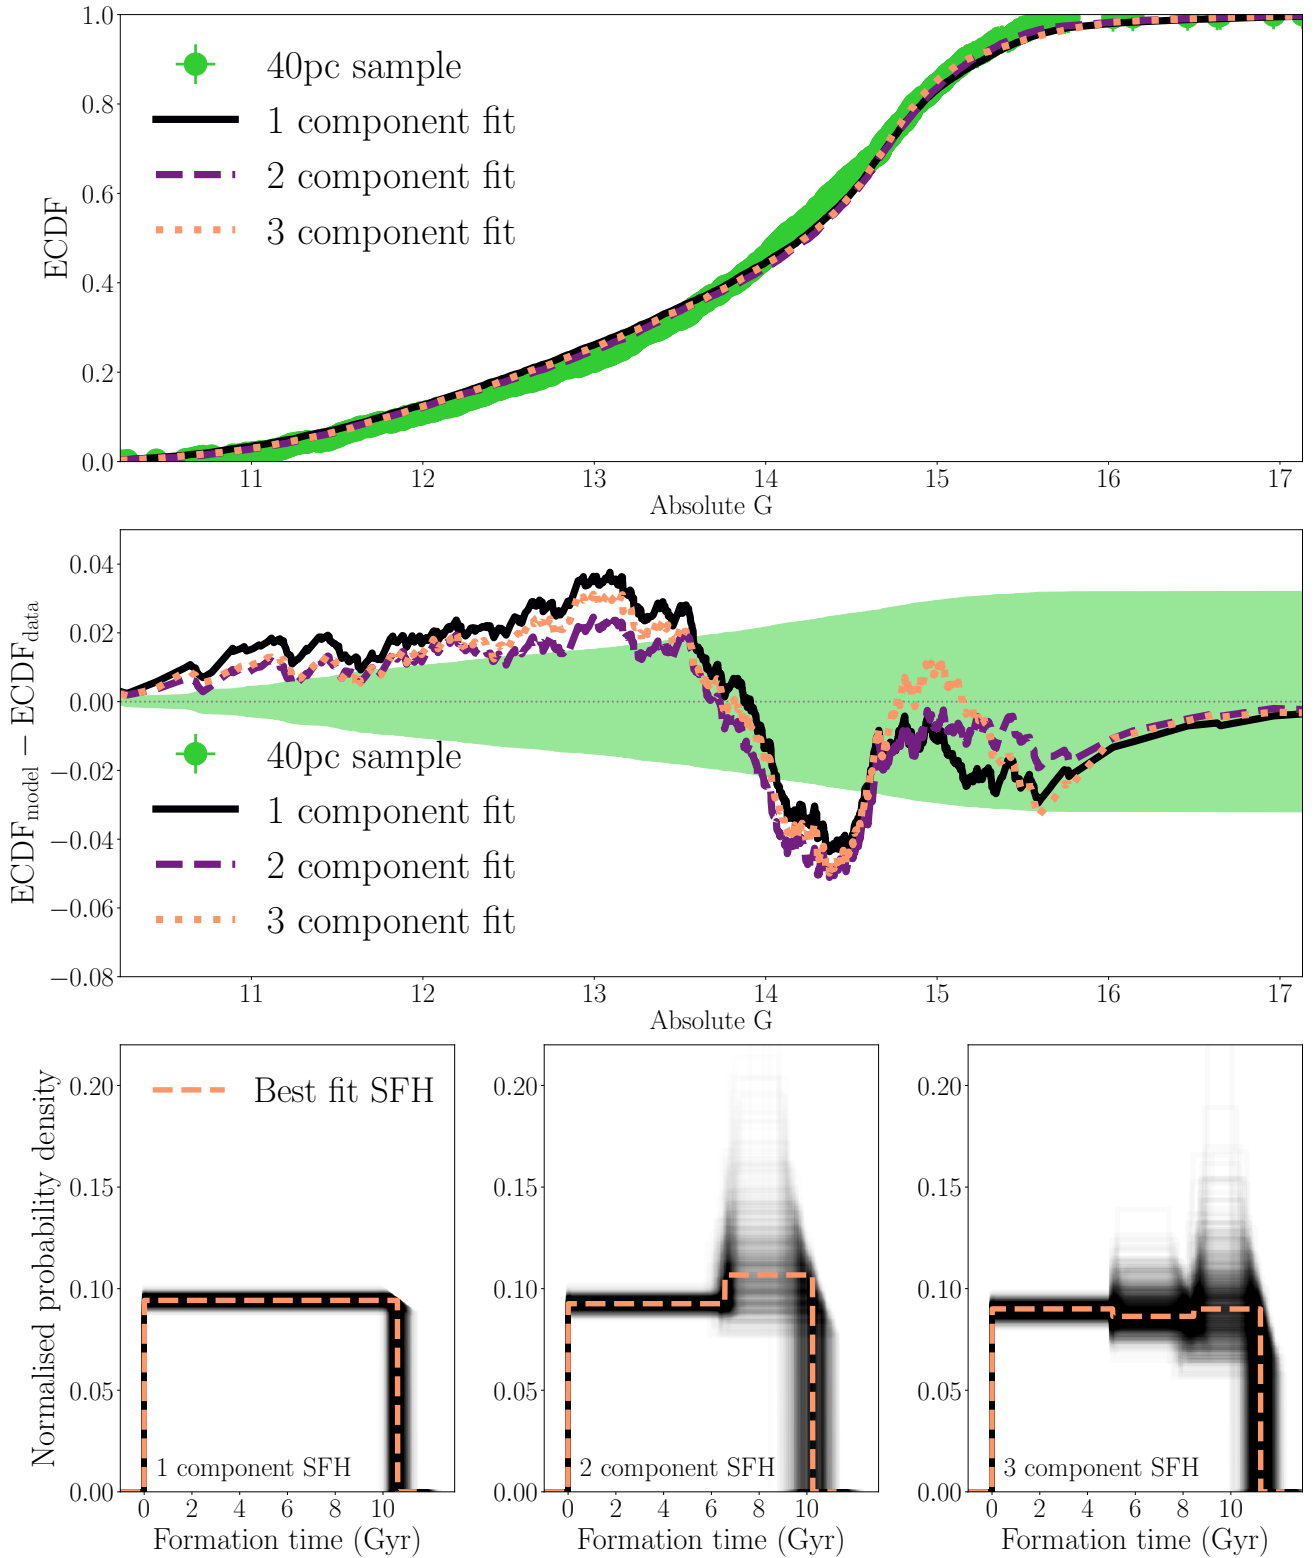 1.0
0.8
0.6
0.4
0.2
0.0
ECDF
40pc sample
1 component fit
2 component fit
3 component fit
11 12 13 14 15 16 17
Absolute G
0.04
0.02
0.00
−0.02
−0.04
−0.06
−0.08
ECDF_model − ECDF_data
40pc sample
1 component fit
2 component fit
3 component fit
11 12 13 14 15 16 17
Absolute G
Normalised probability density
0.20
0.15
0.10
0.05
0.00
Best fit SFH
1 component SFH
0 2 4 6 8 10
Formation time (Gyr)
0.20
0.15
0.10
0.05
0.00
2 component SFH
0 2 4 6 8 10
Formation time (Gyr)
0.20
0.15
0.10
0.05
0.00
3 component SFH
0 2 4 6 8 10
Formation time (Gyr)